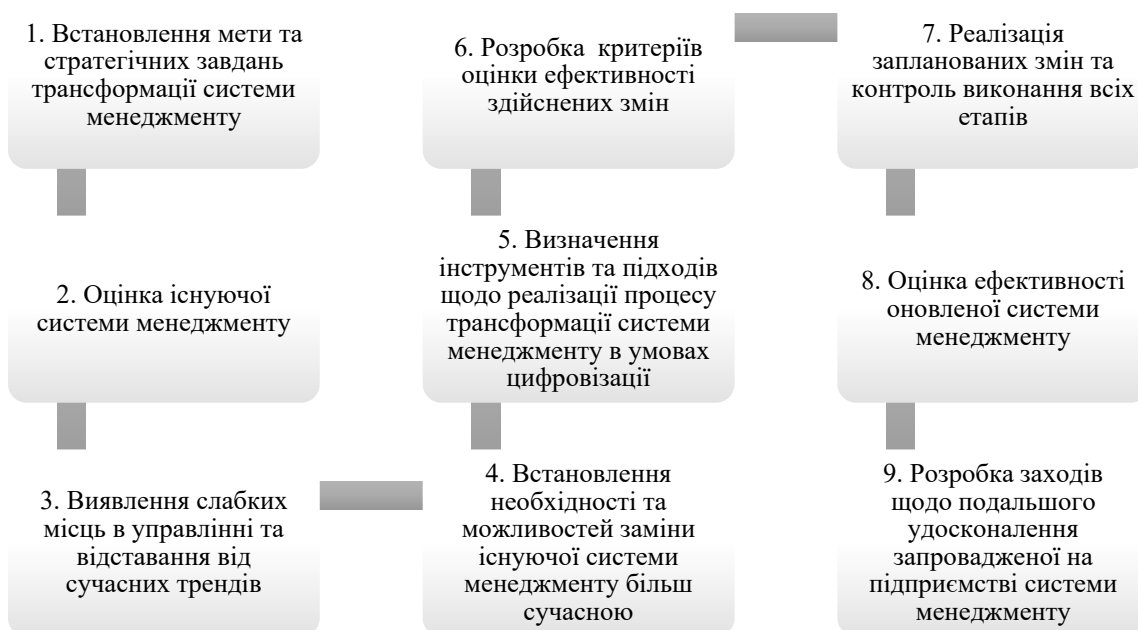 1. Встановлення мети та
стратегічних завдань
трансформації системи
менеджменту
2. Оцінка існуючої
системи менеджменту
3. Виявлення слабких
місць в управлінні та
відставання від
сучасних трендів
4. Встановлення
необхідності та
можливостей заміни
існуючої системи
менеджменту більш
сучасною
5. Визначення
інструментів та підходів
щодо реалізації процесу
трансформації системи
менеджменту в умовах
цифровізації
6. Розробка критеріїв
оцінки ефективності
здійснених змін
7. Реалізація
запланованих змін та
контроль виконання всіх
етапів
8. Оцінка ефективності
оновленої системи
менеджменту
9. Розробка заходів
щодо подальшого
удосконалення
запровадженої на
підприємстві системи
менеджменту